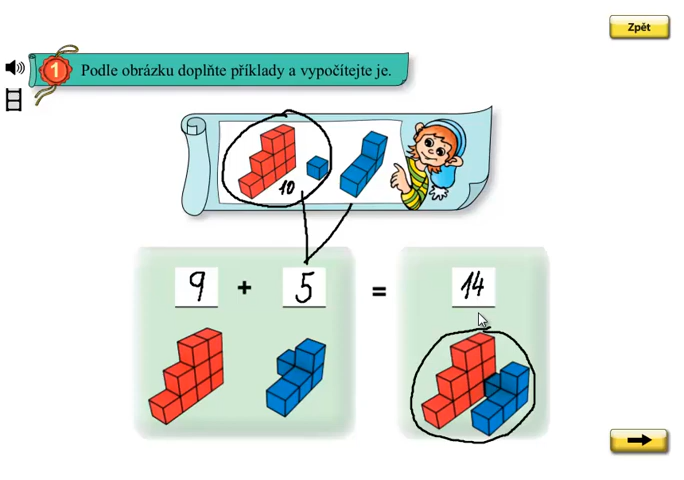 Zpět
1 Podle obrázku doplňte příklady a vypočítejte je.
10
9 + 5 = 14